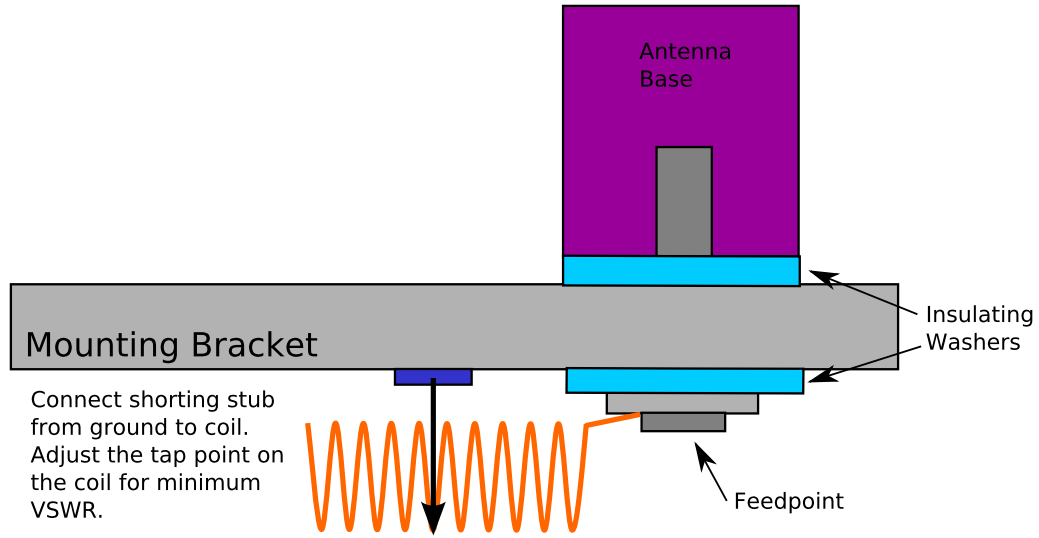 Antenna
Base
Insulating
Washers
Mounting Bracket
Connect shorting stub
from ground to coil.
Adjust the tap point on
the coil for minimum
VSWR.
Feedpoint